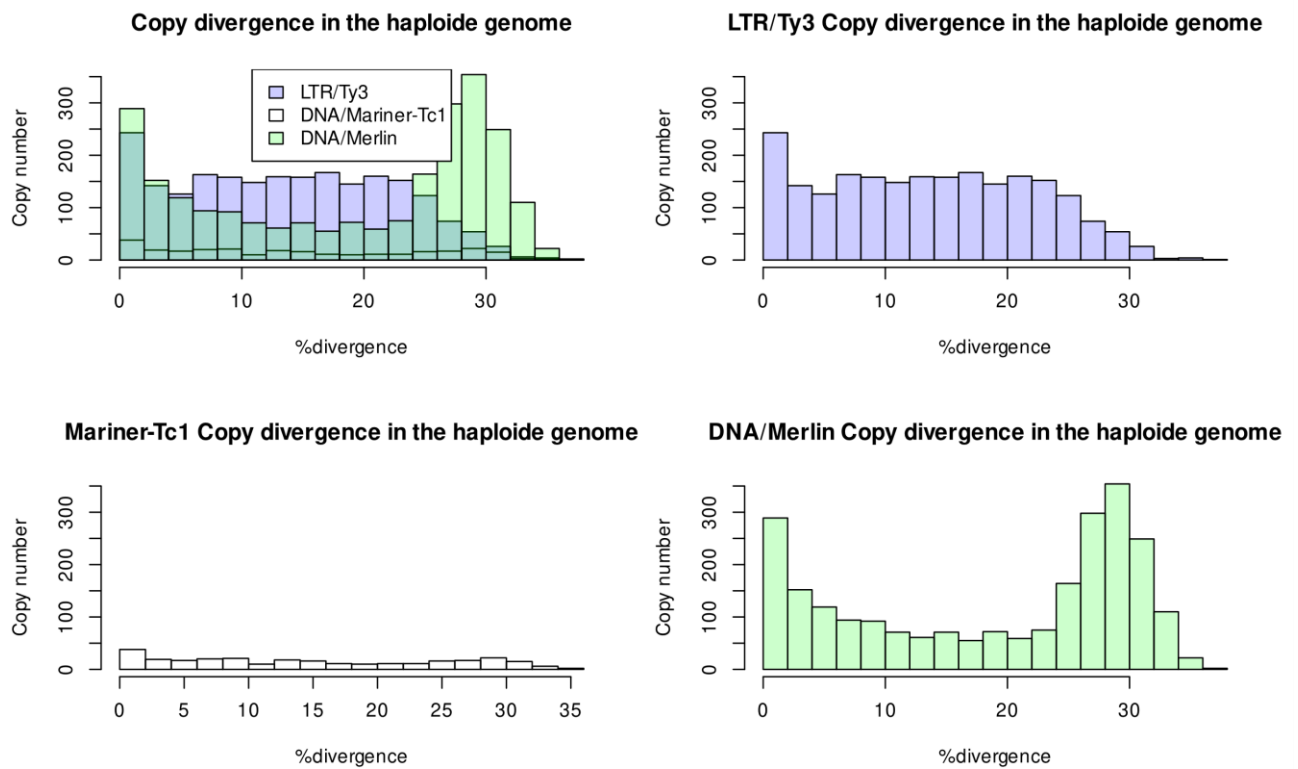 Copy divergence in the haploide genome
Copy number
0
100
200
300
LTR/Ty3
DNA/Mariner-Tc1
DNA/Merlin
0 10 20 30
%divergence
LTR/Ty3 Copy divergence in the haploide genome
Copy number
0
100
200
300
0 10 20 30
%divergence
Mariner-Tc1 Copy divergence in the haploide genome
Copy number
0
100
200
300
0 5 10 15 20 25 30 35
%divergence
DNA/Merlin Copy divergence in the haploide genome
Copy number
0
100
200
300
0 10 20 30
%divergence